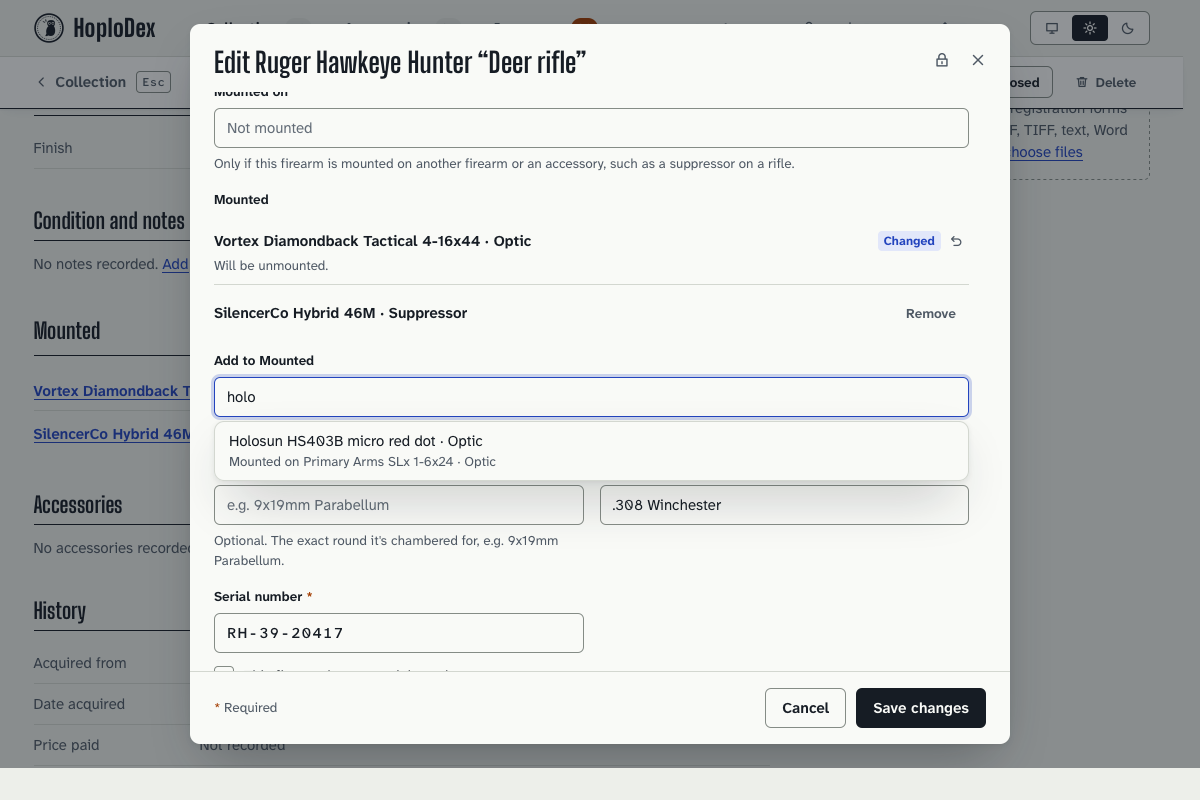 HoploDex
Edit Ruger Hawkeye Hunter “Deer rifle”
Collection Esc
osed
Delete
Mounted on
registration forms
Not mounted
F, TIFF, text, Word
Finish
hoose files
Only if this firearm is mounted on another firearm or an accessory, such as a suppressor on a rifle.
Mounted
Condition and notes
Vortex Diamondback Tactical 4-16x44 · Optic
Changed
No notes recorded. Add
Will be unmounted.
SilencerCo Hybrid 46M · Suppressor
Remove
Mounted
Add to Mounted
Vortex Diamondback T
holo
SilencerCo Hybrid 46M
Holosun HS403B micro red dot · Optic
Mounted on Primary Arms SLx 1-6x24 · Optic
Accessories
e.g. 9x19mm Parabellum
.308 Winchester
No accessories recorded
Optional. The exact round it's chambered for, e.g. 9x19mm
Parabellum.
Serial number *
History
RH-39-20417
Acquired from
Date acquired
* Required
Cancel
Save changes
Price paid
Not recorded